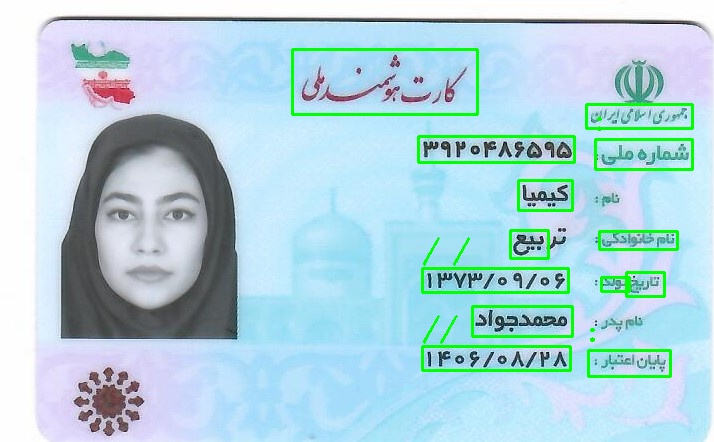 کارت هوشمند ملی
جمهوری اسلامی ایران
شماره ملی: ۳۹۲۰۴۸۶۵۹۵
نام: کیمیا
نام خانوادگی: تربیع
تاریخ تولد: ۱۳۷۳/۰۹/۰۶
نام پدر: محمدجواد
پایان اعتبار: ۱۴۰۶/۰۸/۲۸